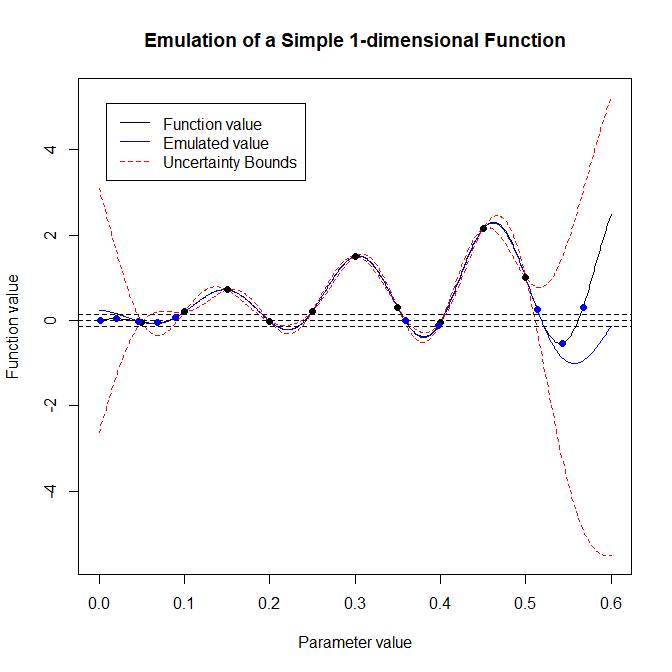 Emulation of a Simple 1-dimensional Function
Function value
Emulated value
Uncertainty Bounds
4
2
0
-2
-4
Function value
0.0 0.1 0.2 0.3 0.4 0.5 0.6
Parameter value